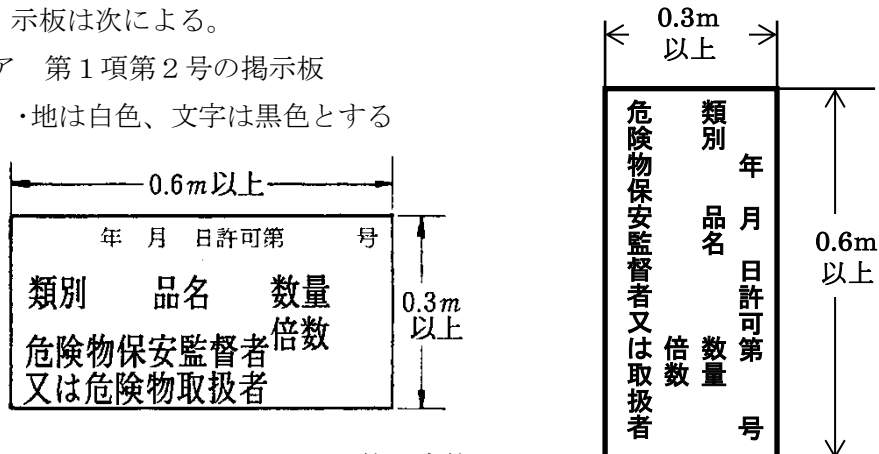 示板は次による。
ア 第1項第2号の掲示板
・地は白色、文字は黒色とする
0.6m以上
年 月 日許可第 号
類別 品名 数量
倍数
危険物保安監督者
又は危険物取扱者
0.3m
以上
0.3m
以上
年 月 日許可第 号
類別 品名 数量
倍数
危険物保安監督者又は取扱者
0.6m
以上